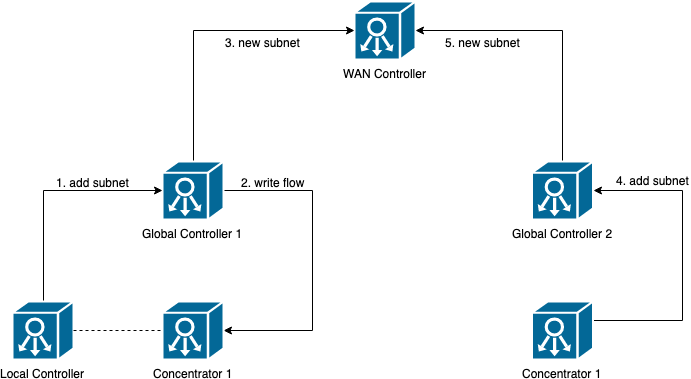 3. new subnet
5. new subnet
WAN Controller
1. add subnet
2. write flow
4. add subnet
Global Controller 1
Global Controller 2
Local Controller
Concentrator 1
Concentrator 1